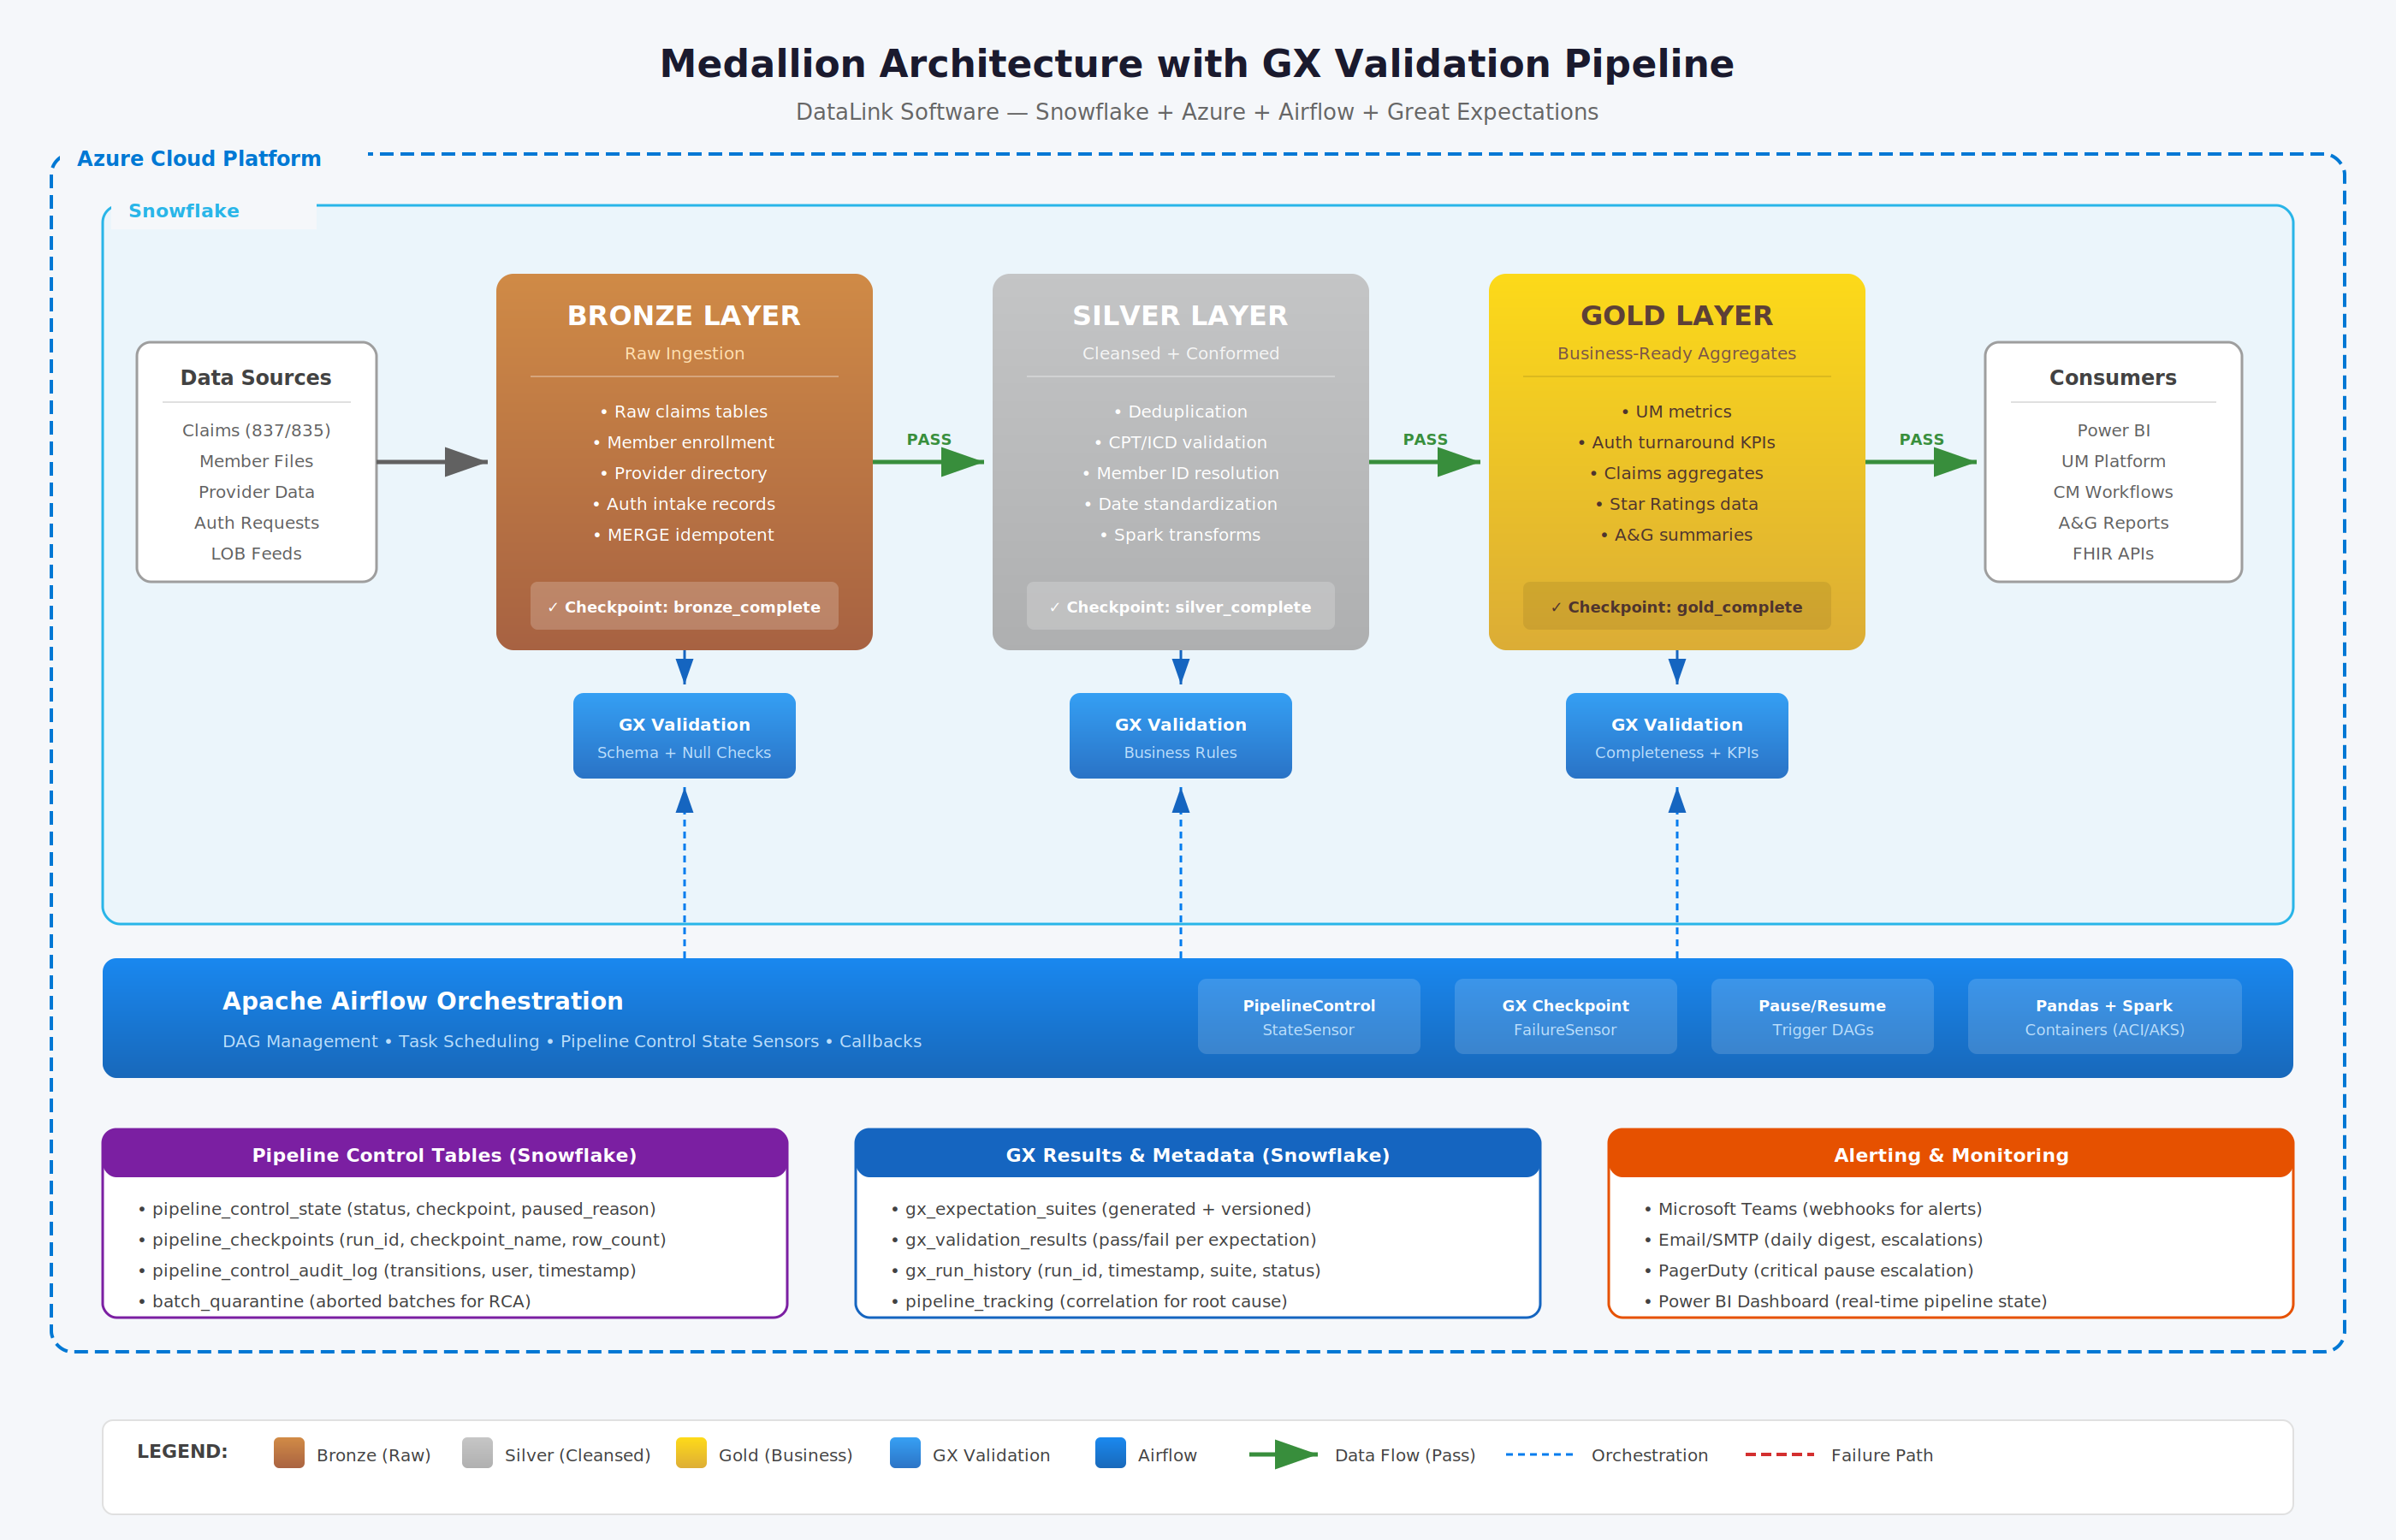 Medallion Architecture with GX Validation Pipeline
DataLink Software — Snowflake + Azure + Airflow + Great Expectations
Azure Cloud Platform
Snowflake
Data Sources
Claims (837/835)
Member Files
Provider Data
Auth Requests
LOB Feeds
BRONZE LAYER
Raw Ingestion
• Raw claims tables
• Member enrollment
• Provider directory
• Auth intake records
• MERGE idempotent
✓ Checkpoint: bronze_complete
PASS
SILVER LAYER
Cleansed + Conformed
• Deduplication
• CPT/ICD validation
• Member ID resolution
• Date standardization
• Spark transforms
✓ Checkpoint: silver_complete
PASS
GOLD LAYER
Business-Ready Aggregates
• UM metrics
• Auth turnaround KPIs
• Claims aggregates
• Star Ratings data
• A&G summaries
✓ Checkpoint: gold_complete
PASS
Consumers
Power BI
UM Platform
CM Workflows
A&G Reports
FHIR APIs
GX Validation
Schema + Null Checks
GX Validation
Business Rules
GX Validation
Completeness + KPIs
Apache Airflow Orchestration
DAG Management • Task Scheduling • Pipeline Control State Sensors • Callbacks
PipelineControl
StateSensor
GX Checkpoint
FailureSensor
Pause/Resume
Trigger DAGs
Pandas + Spark
Containers (ACI/AKS)
Pipeline Control Tables (Snowflake)
• pipeline_control_state (status, checkpoint, paused_reason)
• pipeline_checkpoints (run_id, checkpoint_name, row_count)
• pipeline_control_audit_log (transitions, user, timestamp)
• batch_quarantine (aborted batches for RCA)
GX Results & Metadata (Snowflake)
• gx_expectation_suites (generated + versioned)
• gx_validation_results (pass/fail per expectation)
• gx_run_history (run_id, timestamp, suite, status)
• pipeline_tracking (correlation for root cause)
Alerting & Monitoring
• Microsoft Teams (webhooks for alerts)
• Email/SMTP (daily digest, escalations)
• PagerDuty (critical pause escalation)
• Power BI Dashboard (real-time pipeline state)
LEGEND:
Bronze (Raw)
Silver (Cleansed)
Gold (Business)
GX Validation
Airflow
Data Flow (Pass)
Orchestration
Failure Path